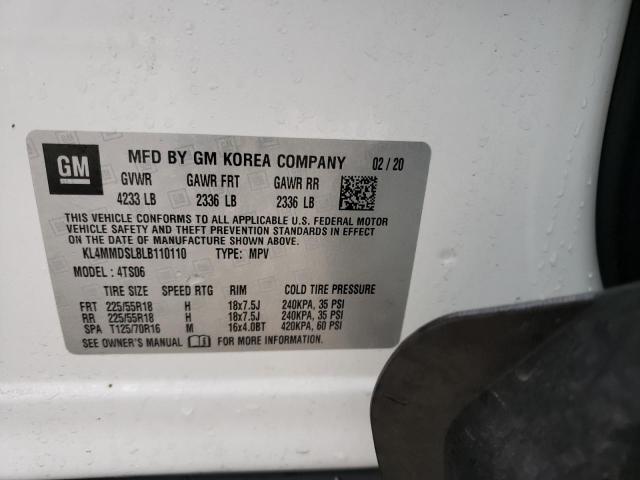 GM MFD BY GM KOREA COMPANY 02 / 20
GVWR GAWR FRT GAWR RR
4233 LB 2336 LB 2336 LB
THIS VEHICLE CONFORMS TO ALL APPLICABLE U.S. FEDERAL MOTOR
VEHICLE SAFETY AND THEFT PREVENTION STANDARDS IN EFFECT
ON THE DATE OF MANUFACTURE SHOWN ABOVE.
KL4MMDSL8LB110110 TYPE: MPV
MODEL : 4TS06
TIRE SIZE SPEED RTG RIM COLD TIRE PRESSURE
FRT 225/55R18 H 18x7.5J 240KPA, 35 PSI
RR 225/55R18 H 18x7.5J 240KPA, 35 PSI
SPA T125/70R16 M 16x4.0BT 420KPA, 60 PSI
SEE OWNER'S MANUAL FOR MORE INFORMATION.